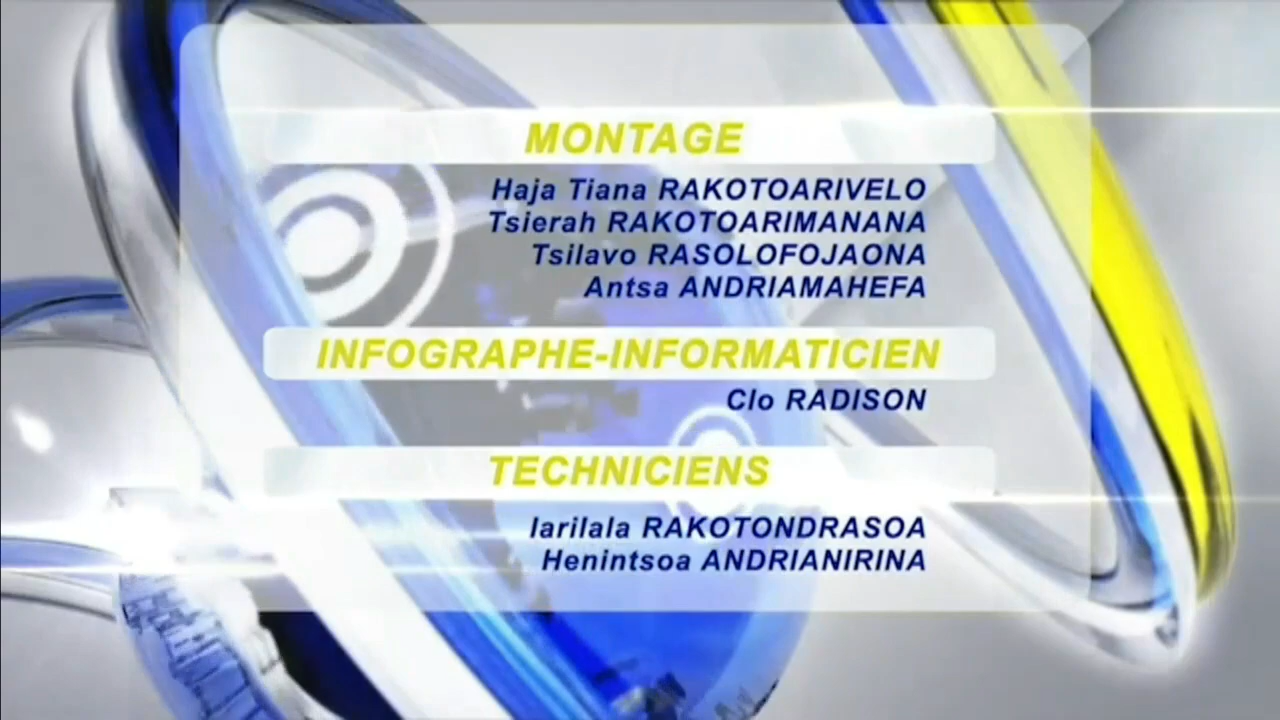 MONTAGE
Haja Tiana RAKOTOARIVELO
Tsierah RAKOTOARIMANANA
Tsilavo RASOLOFOJAONA
Antsa ANDRIAMAHEFA
INFOGRAPHE-INFORMATICIEN
Clo RADISON
TECHNICIENS
Iarilala RAKOTONDRASOA
Henintsoa ANDRIANIRINA